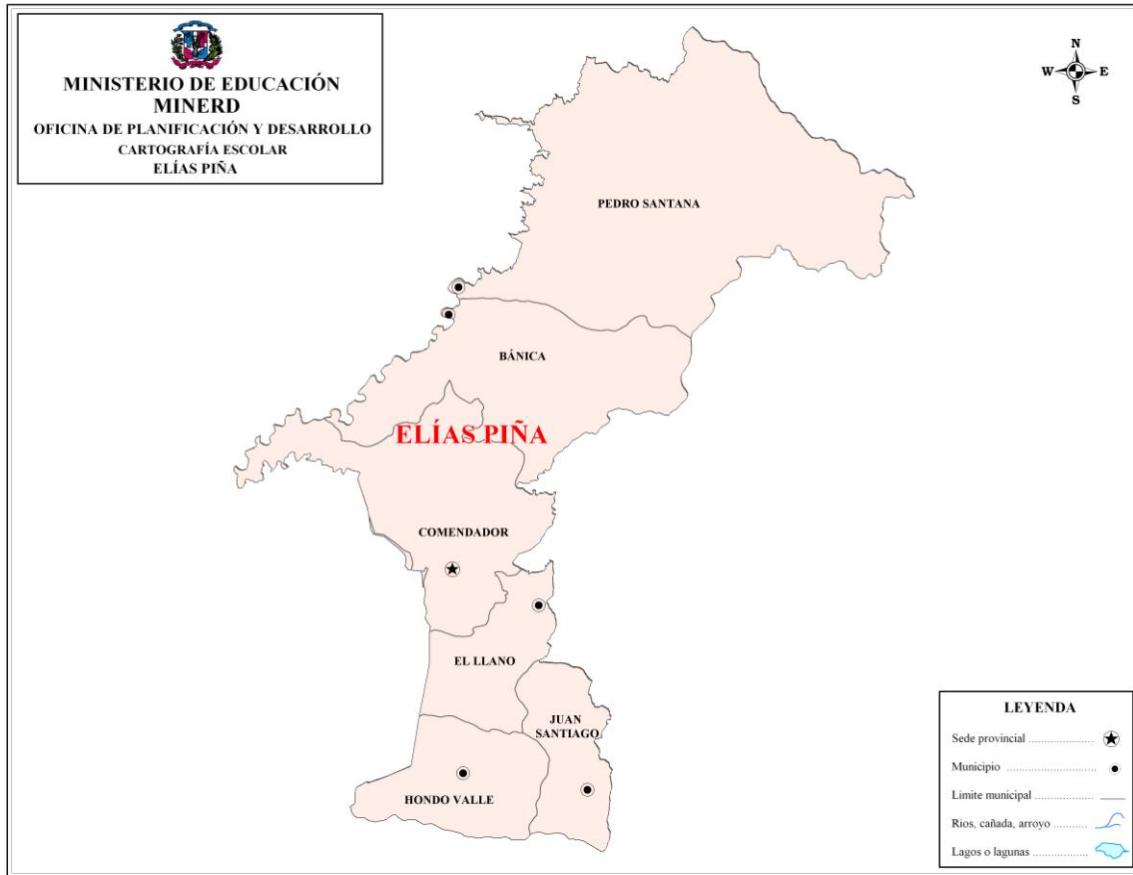 MINISTERIO DE EDUCACIÓN
MINERD
OFICINA DE PLANIFICACIÓN Y DESARROLLO
CARTOGRAFÍA ESCOLAR
ELÍAS PIÑA
N
W E
S
PEDRO SANTANA
BÁNICA
ELÍAS PIÑA
COMENDADOR
EL LLANO
JUAN
SANTIAGO
HONDO VALLE
LEYENDA
Sede provincial .....................
Municipio .............................
Limite municipal ...................
Rios, cañada, arroyo ...........
Lagos o lagunas ..................